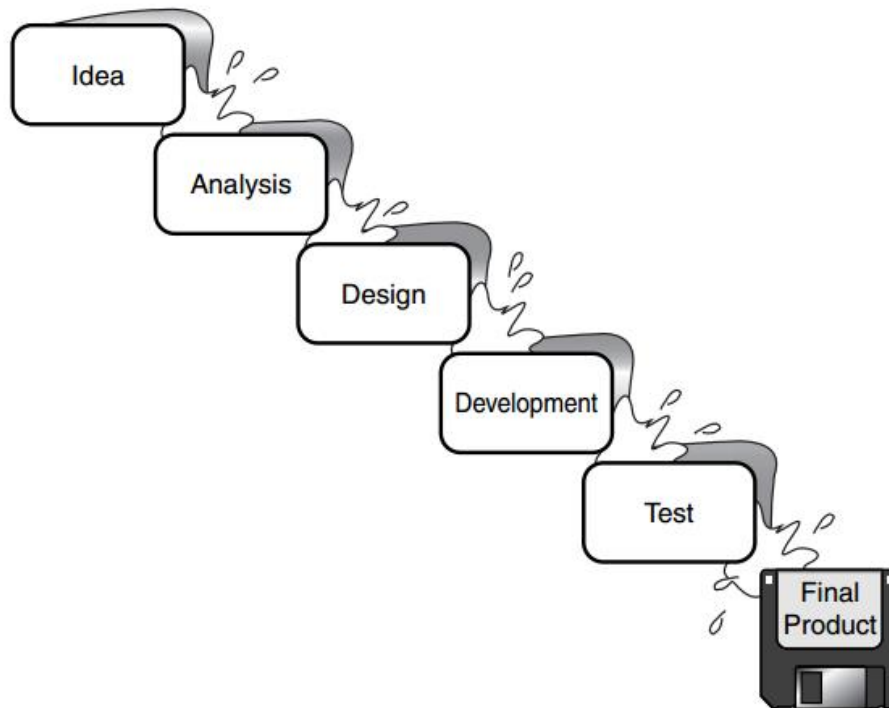 Idea
Analysis
Design
Development
Test
Final
Product